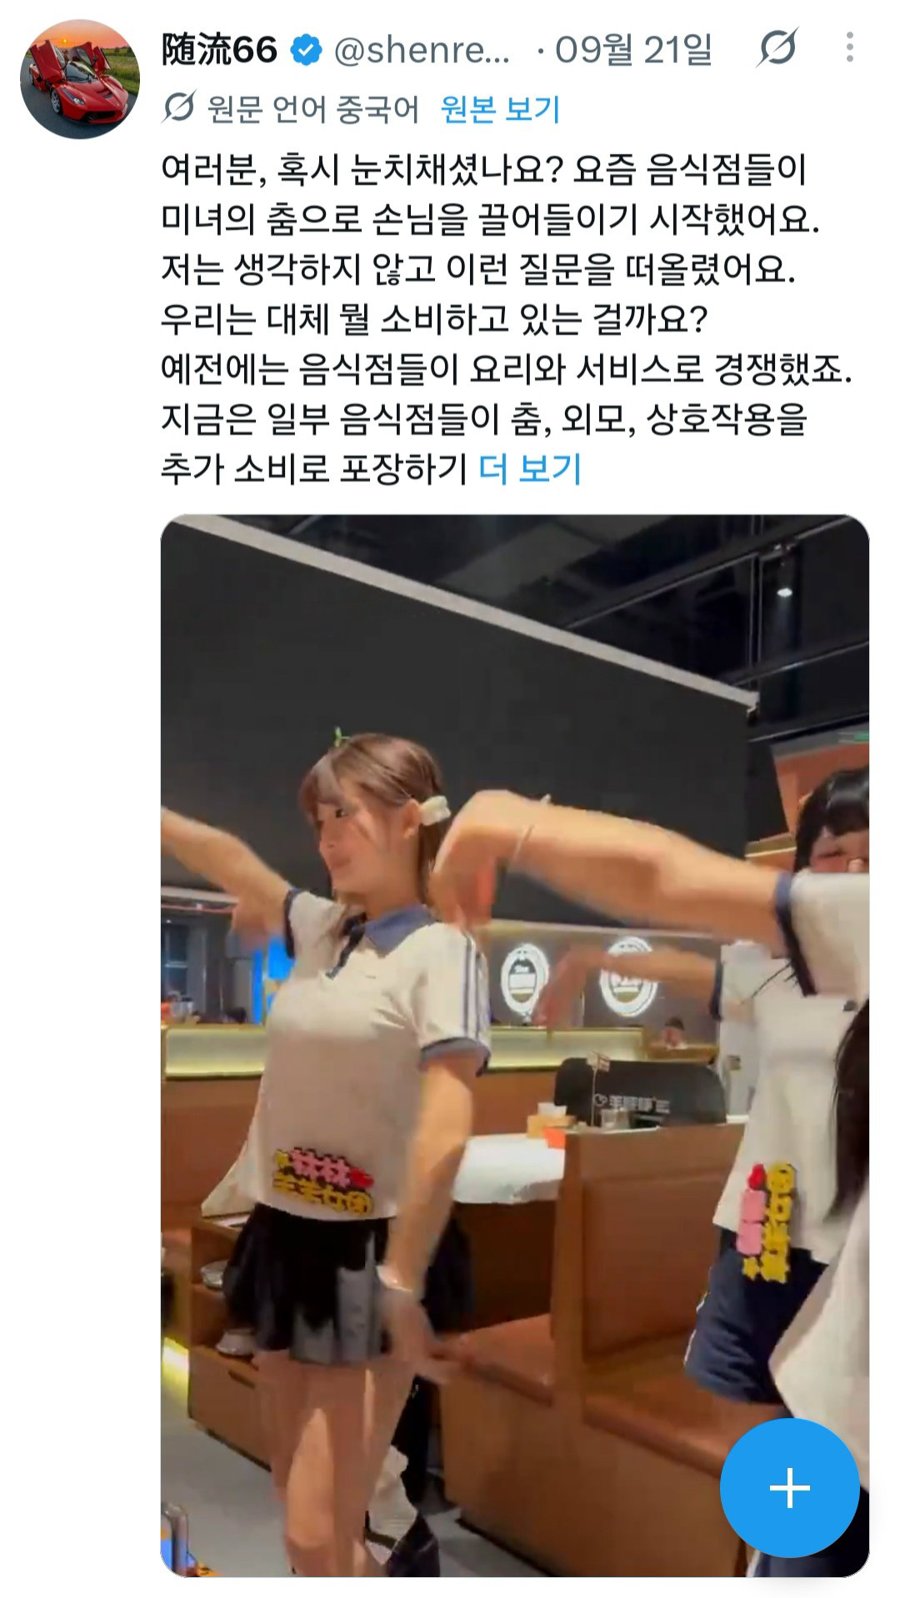 随流66 @shenre... · 09월 21일
원문 언어 중국어 원본 보기
여러분, 혹시 눈치채셨나요? 요즘 음식점들이
미녀의 춤으로 손님을 끌어들이기 시작했어요.
저는 생각하지 않고 이런 질문을 떠올렸어요.
우리는 대체 뭘 소비하고 있는 걸까요?
예전에는 음식점들이 요리와 서비스로 경쟁했죠.
지금은 일부 음식점들이 춤, 외모, 상호작용을
추가 소비로 포장하기 더 보기